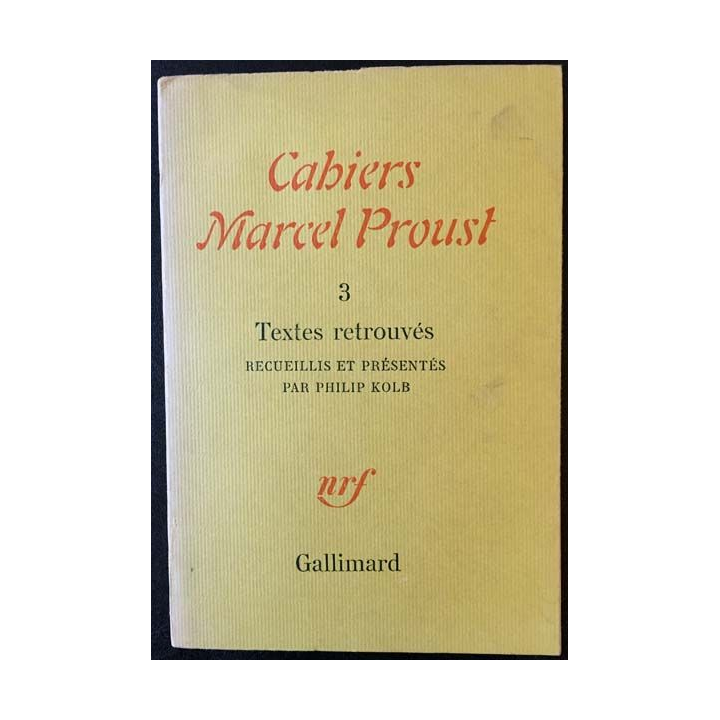 Cahiers
Marcel Proust
3
Textes retrouvés
RECUEILLIS ET PRÉSENTÉS
PAR PHILIP KOLB
nrf
Gallimard